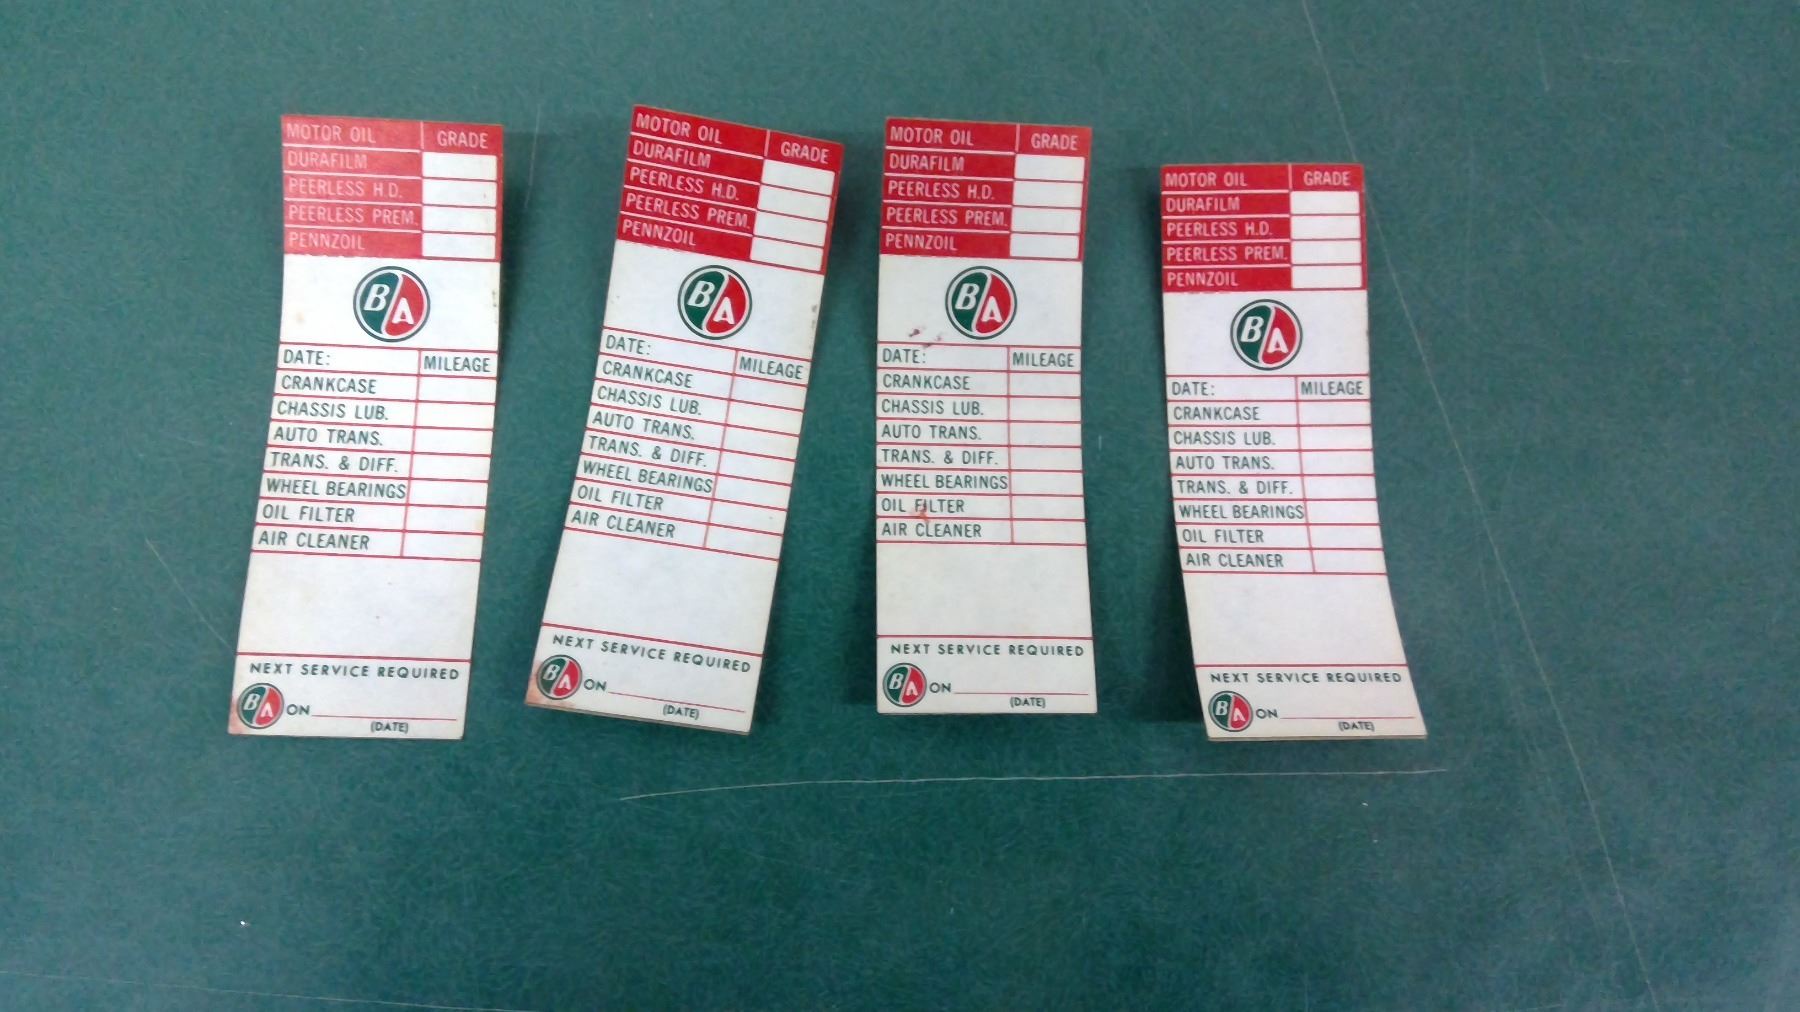 MOTOR OIL GRADE
DURAFILM
PEERLESS H.D.
PEERLESS PREM.
PENNZOIL
BA
DATE: MILEAGE
CRANKCASE
CHASSIS LUB.
AUTO TRANS.
TRANS. & DIFF.
WHEEL BEARINGS
OIL FILTER
AIR CLEANER
NEXT SERVICE REQUIRED
BA ON
(DATE)
MOTOR OIL GRADE
DURAFILM
PEERLESS H.D.
PEERLESS PREM.
PENNZOIL
BA
DATE: MILEAGE
CRANKCASE
CHASSIS LUB.
AUTO TRANS.
TRANS. & DIFF.
WHEEL BEARINGS
OIL FILTER
AIR CLEANER
NEXT SERVICE REQUIRED
BA ON
(DATE)
MOTOR OIL GRADE
DURAFILM
PEERLESS H.D.
PEERLESS PREM.
PENNZOIL
BA
DATE: MILEAGE
CRANKCASE
CHASSIS LUB.
AUTO TRANS.
TRANS. & DIFF.
WHEEL BEARINGS
OIL FILTER
AIR CLEANER
NEXT SERVICE REQUIRED
BA ON
(DATE)
MOTOR OIL GRADE
DURAFILM
PEERLESS H.D.
PEERLESS PREM.
PENNZOIL
BA
DATE: MILEAGE
CRANKCASE
CHASSIS LUB.
AUTO TRANS.
TRANS. & DIFF.
WHEEL BEARINGS
OIL FILTER
AIR CLEANER
NEXT SERVICE REQUIRED
BA ON
(DATE)